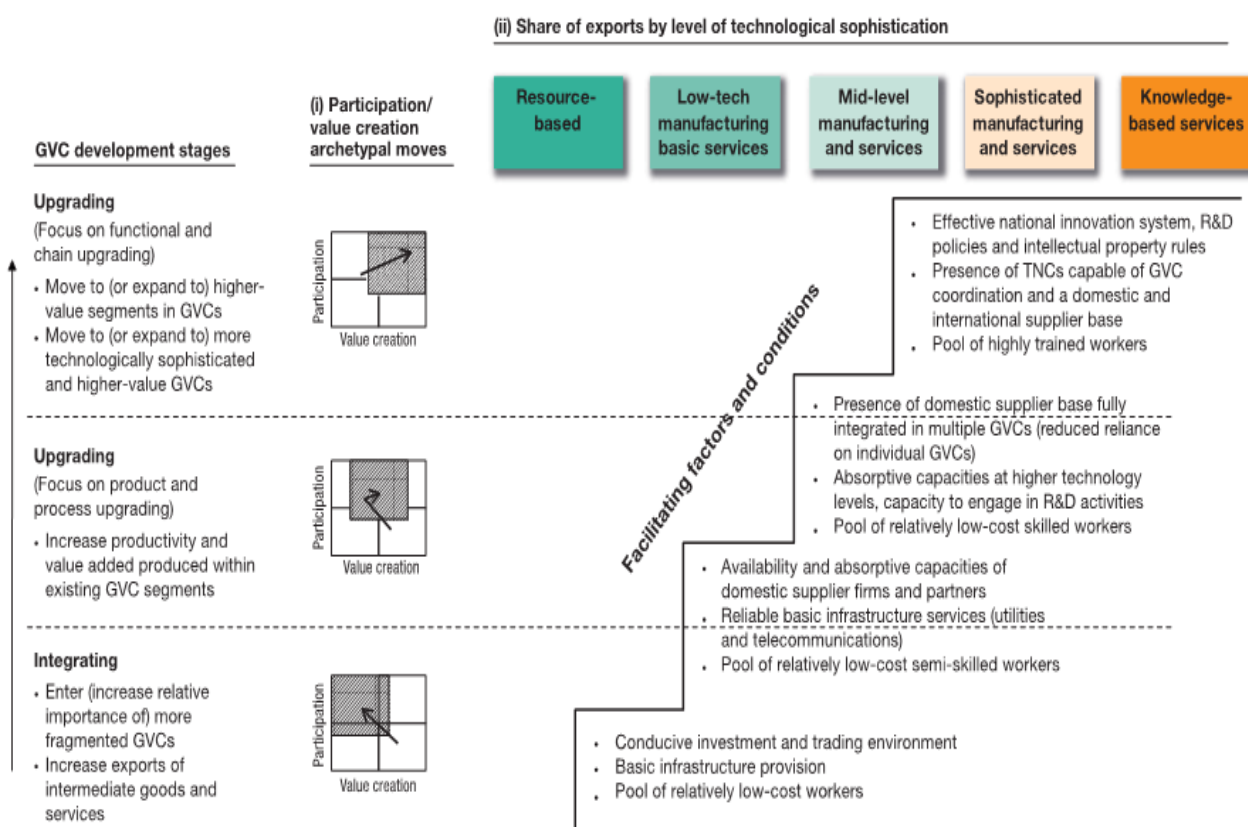 (ii) Share of exports by level of technological sophistication
Resource-
based
Low-tech
manufacturing
basic services
Mid-level
manufacturing
and services
Sophisticated
manufacturing
and services
Knowledge-
based services
GVC development stages
(i) Participation/
value creation
archetypal moves
Upgrading
(Focus on functional and
chain upgrading)
• Move to (or expand to) higher-
value segments in GVCs
• Move to (or expand to) more
technologically sophisticated
and higher-value GVCs
Participation
Value creation
Facilitating factors and conditions
• Effective national innovation system, R&D
policies and intellectual property rules
• Presence of TNCs capable of GVC
coordination and a domestic and
international supplier base
• Pool of highly trained workers
Upgrading
(Focus on product and
process upgrading)
• Increase productivity and
value added produced within
existing GVC segments
Participation
Value creation
• Presence of domestic supplier base fully
integrated in multiple GVCs (reduced reliance
on individual GVCs)
• Absorptive capacities at higher technology
levels, capacity to engage in R&D activities
• Pool of relatively low-cost skilled workers
• Availability and absorptive capacities of
domestic supplier firms and partners
• Reliable basic infrastructure services (utilities
and telecommunications)
• Pool of relatively low-cost semi-skilled workers
Integrating
• Enter (increase relative
importance of) more
fragmented GVCs
• Increase exports of
intermediate goods and
services
Participation
Value creation
• Conducive investment and trading environment
• Basic infrastructure provision
• Pool of relatively low-cost workers